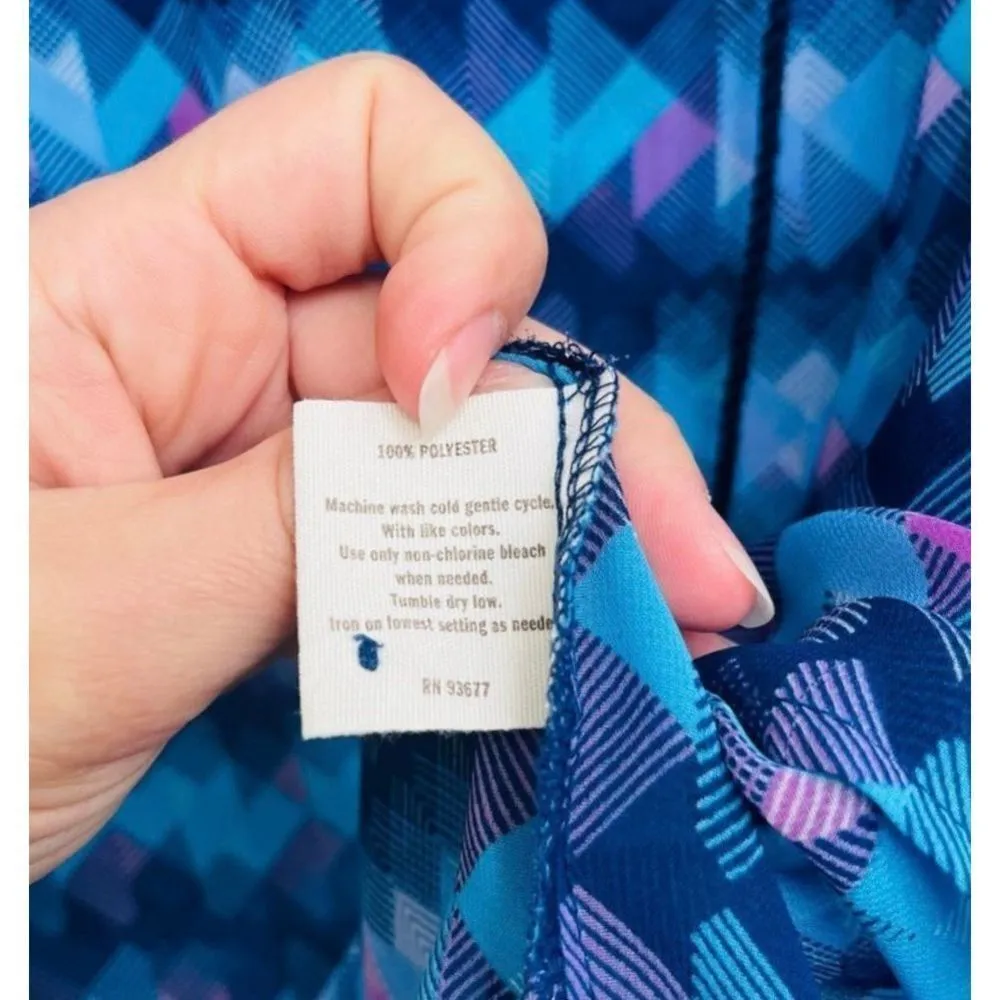 100% POLYESTER
Machine wash cold gentle cycle.
With like colors.
Use only non-chlorine bleach
when needed.
Tumble dry low.
Iron on lowest setting as neede
RN 93677